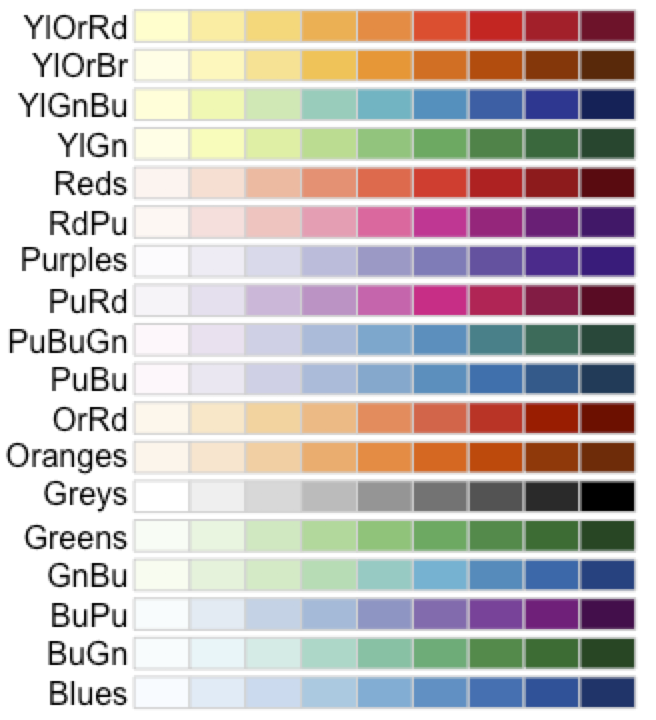 YlOrRd
YlOrBr
YlGnBu
YlGn
Reds
RdPu
Purples
PuRd
PuBuGn
PuBu
OrRd
Oranges
Greys
Greens
GnBu
BuPu
BuGn
Blues